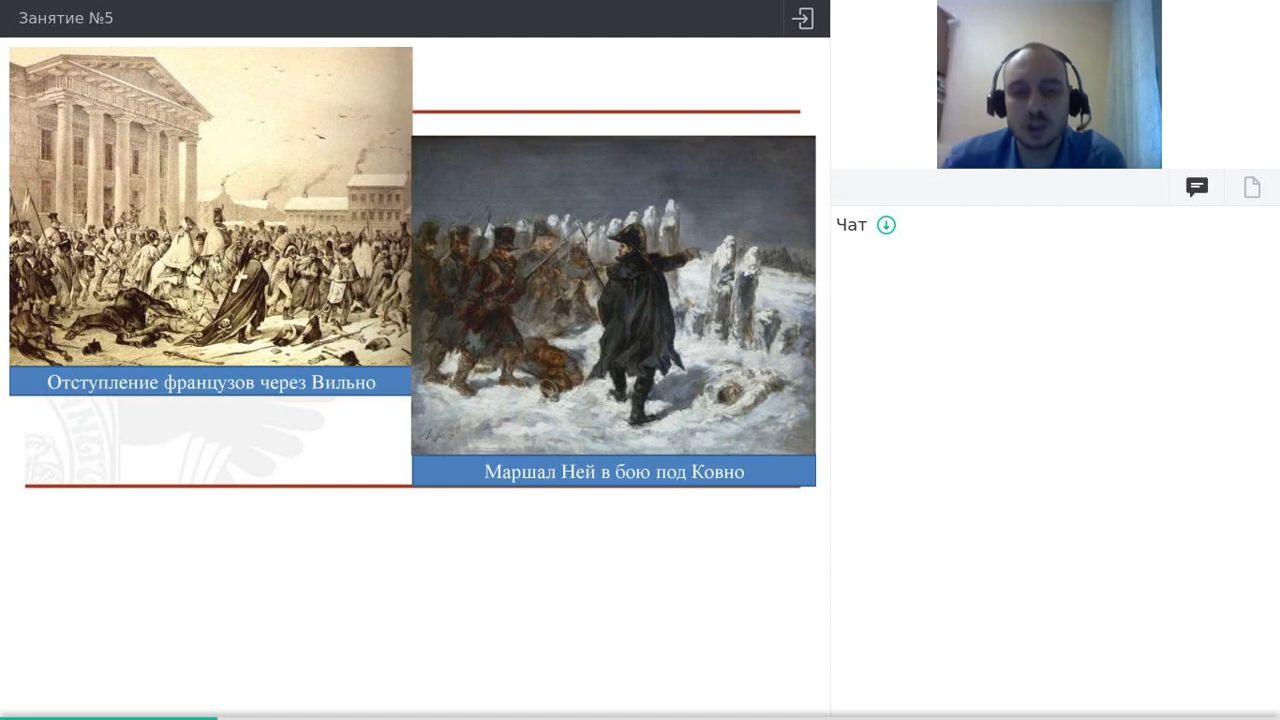 Занятие №5
Отступление французов через Вильно
Маршал Ней в бою под Ковно
Чат